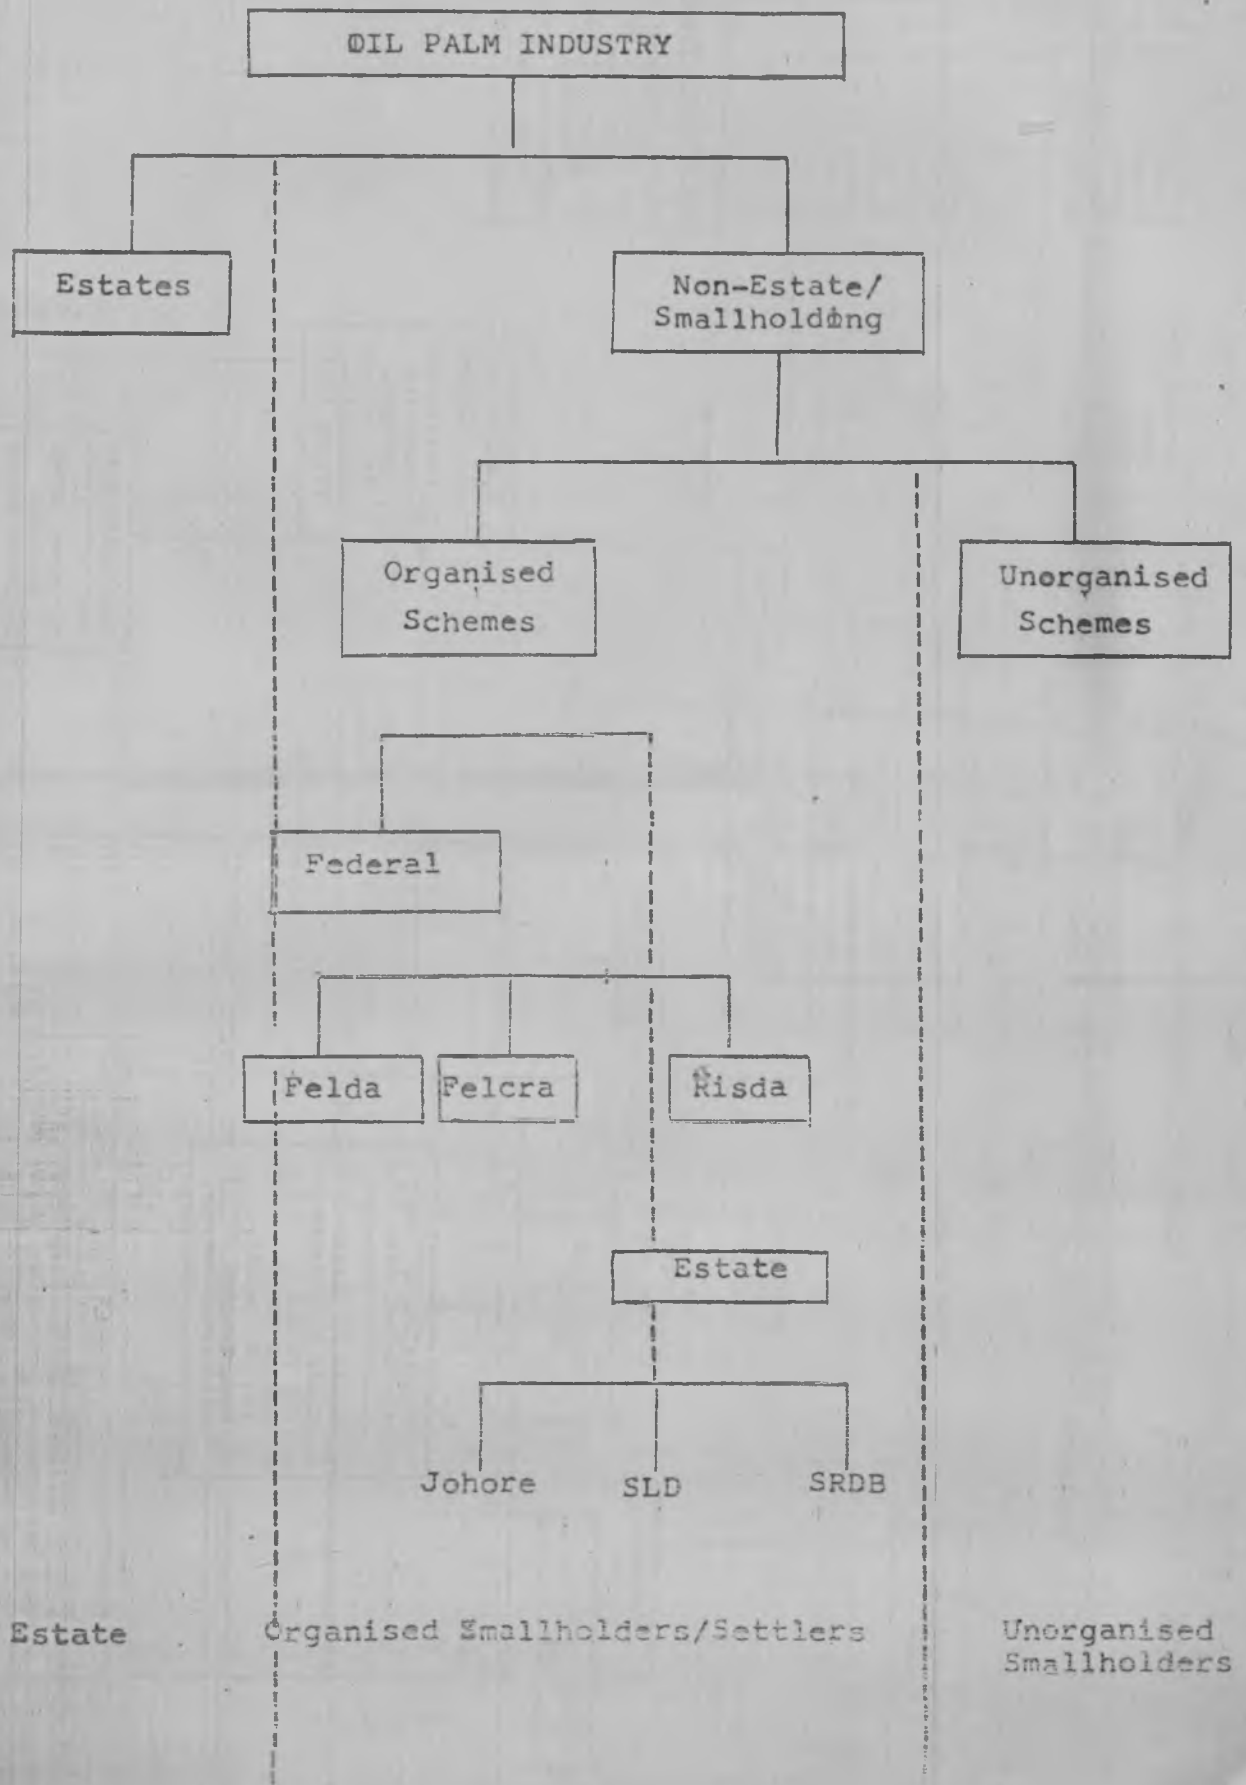 OIL PALM INDUSTRY
Estates
Non-Estate/
Smallholding
Organised
Schemes
Unorganised
Schemes
Federal
Felda
Felcra
Risda
Estate
Johore
SLD
SRDB
Estate
Organised Smallholders/Settlers
Unorganised
Smallholders